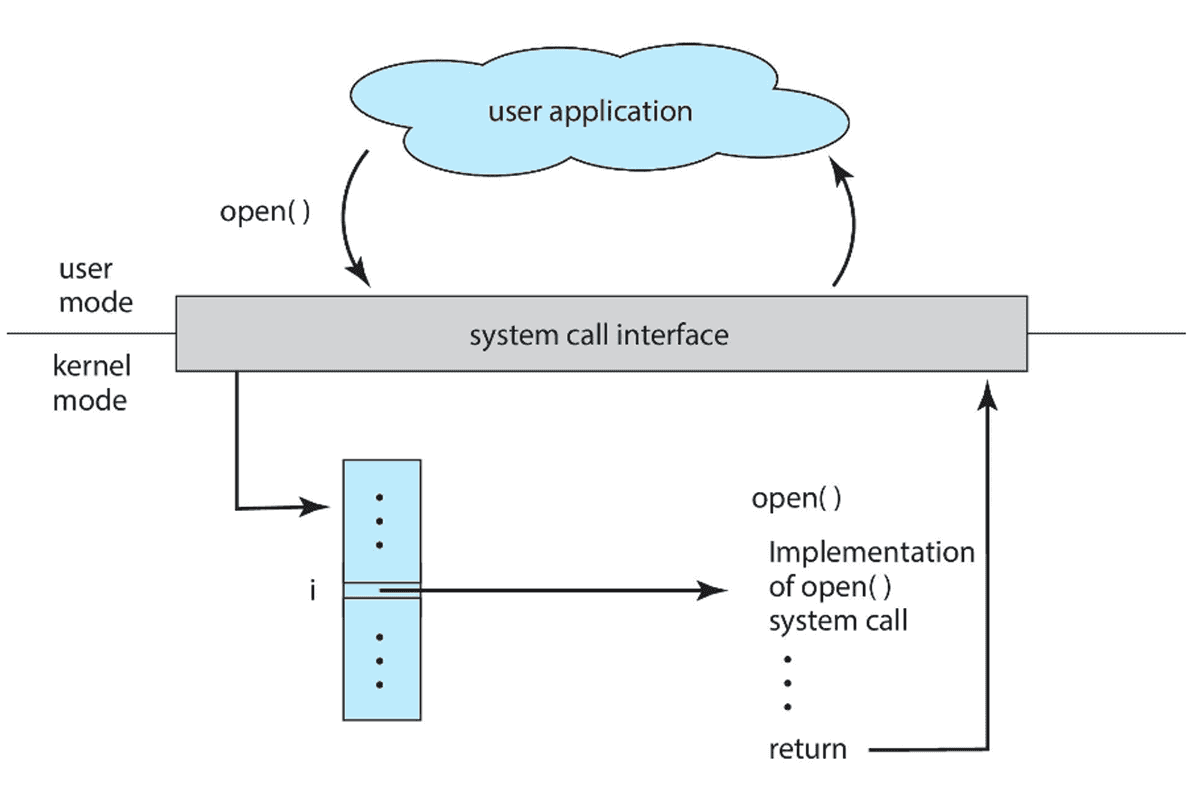 user application
open( )
user
mode
system call interface
kernel
mode
open( )
i
Implementation
of open( )
system call
return